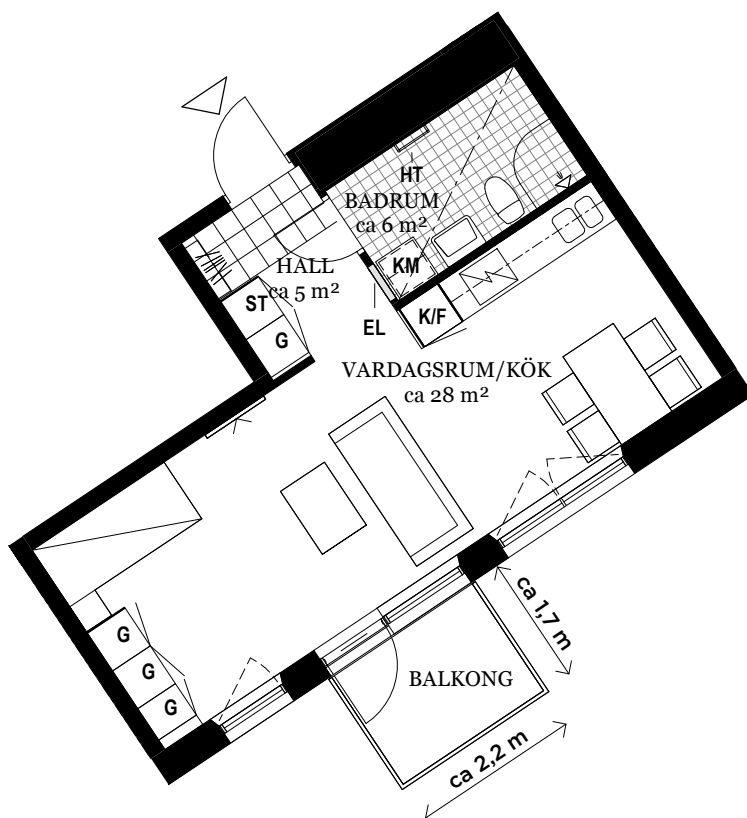 HT
BADRUM
ca 6 m²
HALL
ca 5 m²
KM
ST
G
EL
K/F
VARDAGSRUM/KÖK
ca 28 m²
G
G
G
BALKONG
ca 1,7 m
ca 2,2 m